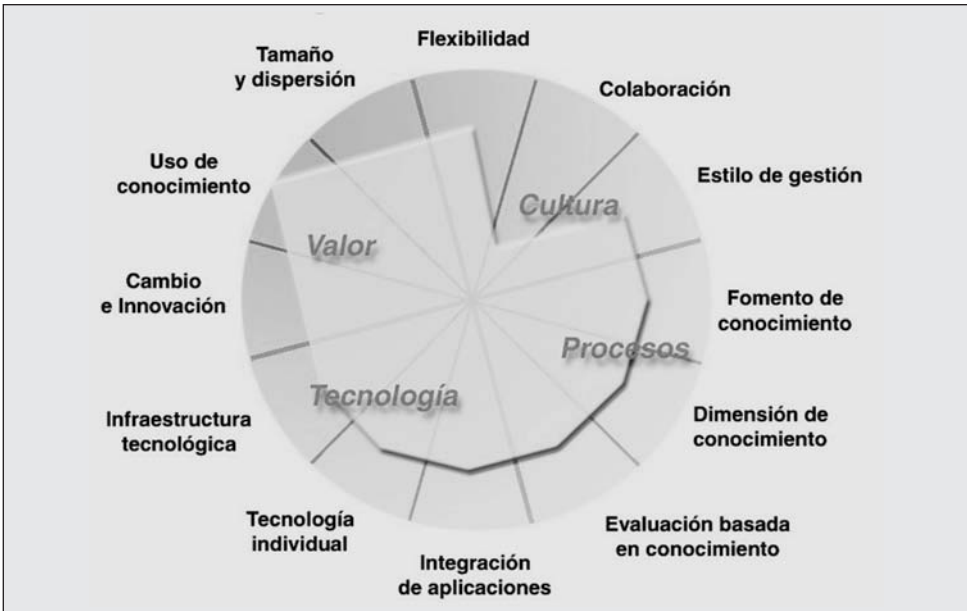 Flexibilidad
Tamaño
y dispersión
Colaboración
Uso de
conocimiento
Estilo de gestión
Cultura
Valor
Cambio
e Innovación
Fomento de
conocimiento
Procesos
Tecnología
Infraestructura
tecnológica
Dimensión de
conocimiento
Tecnología
individual
Evaluación basada
en conocimiento
Integración
de aplicaciones